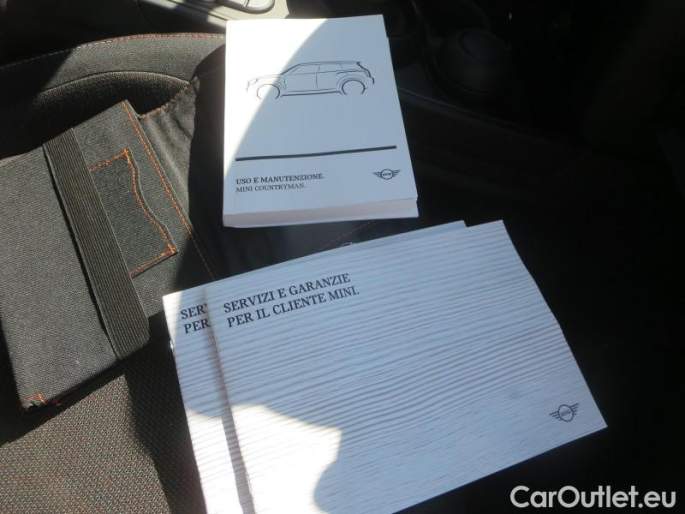 USO E MANUTENZIONE.
MINI COUNTRYMAN.
SERVIZI E GARANZIE
PER IL CLIENTE MINI.
SER
PER
CarOutlet.eu